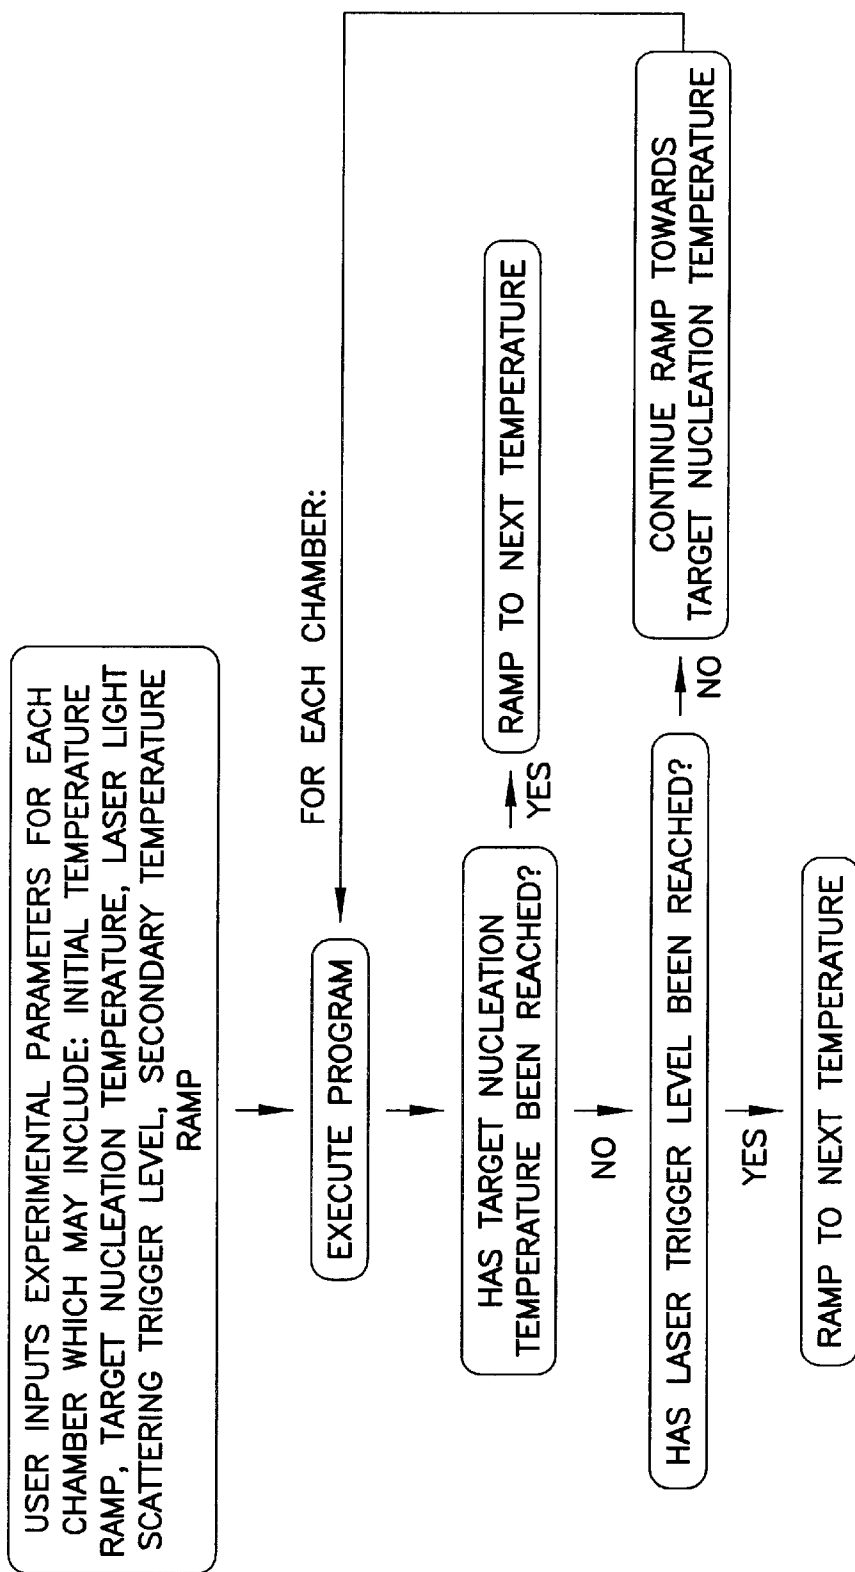 USER INPUTS EXPERIMENTAL PARAMETERS FOR EACH
CHAMBER WHICH MAY INCLUDE: INITIAL TEMPERATURE
RAMP, TARGET NUCLEATION TEMPERATURE, LASER LIGHT
SCATTERING TRIGGER LEVEL, SECONDARY TEMPERATURE
RAMP
FOR EACH CHAMBER:
EXECUTE PROGRAM
HAS TARGET NUCLEATION
TEMPERATURE BEEN REACHED?
YES
RAMP TO NEXT TEMPERATURE
NO
HAS LASER TRIGGER LEVEL BEEN REACHED?
NO
CONTINUE RAMP TOWARDS
TARGET NUCLEATION TEMPERATURE
YES
RAMP TO NEXT TEMPERATURE